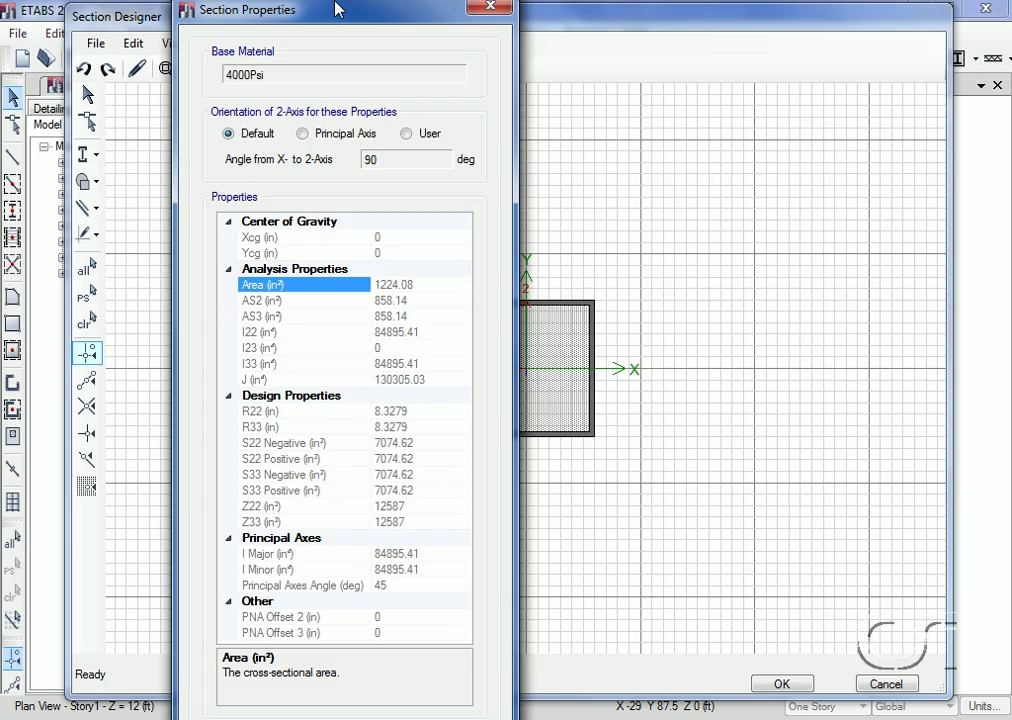 ETABS 2
File Edi
Detailin
Model
M
Section Designer
File Edit Vi
Section Properties
Base Material
4000Psi
Orientation of 2-Axis for these Properties
Default Principal Axis User
Angle from X- to 2-Axis 90 deg
Properties
Center of Gravity
Xcg (in) 0
Ycg (in) 0
Analysis Properties
Area (in²) 1224.08
AS2 (in²) 858.14
AS3 (in²) 858.14
I22 (in⁴) 84895.41
I23 (in⁴) 0
I33 (in⁴) 84895.41
J (in⁴) 130305.03
Design Properties
R22 (in) 8.3279
R33 (in) 8.3279
S22 Negative (in³) 7074.62
S22 Positive (in³) 7074.62
S33 Negative (in³) 7074.62
S33 Positive (in³) 7074.62
Z22 (in³) 12587
Z33 (in³) 12587
Principal Axes
I Major (in⁴) 84895.41
I Minor (in⁴) 84895.41
Principal Axes Angle (deg) 45
Other
PNA Offset 2 (in) 0
PNA Offset 3 (in) 0
Area (in²)
The cross-sectional area.
Y
2
X
all
ps
clr
all
ps
clr
Ready
OK Cancel
Plan View - Story1 - Z = 12 (ft) X -29 Y 87.5 Z 0 (ft) One Story Global Units...